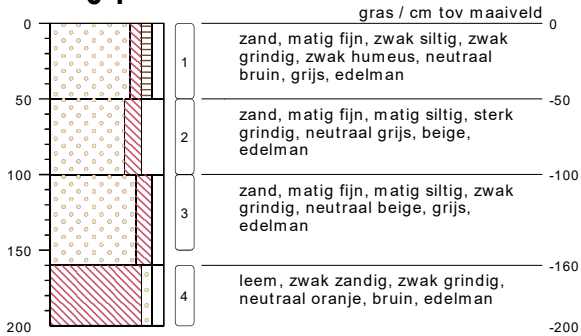 gras / cm tov maaiveld
0
0
zand, matig fijn, zwak siltig, zwak
grindig, zwak humeus, neutraal
bruin, grijs, edelman
1
50
-50
zand, matig fijn, matig siltig, sterk
grindig, neutraal grijs, beige,
edelman
2
100
-100
zand, matig fijn, matig siltig, zwak
grindig, neutraal beige, grijs,
edelman
3
150
-160
leem, zwak zandig, zwak grindig,
neutraal oranje, bruin, edelman
4
200
-200